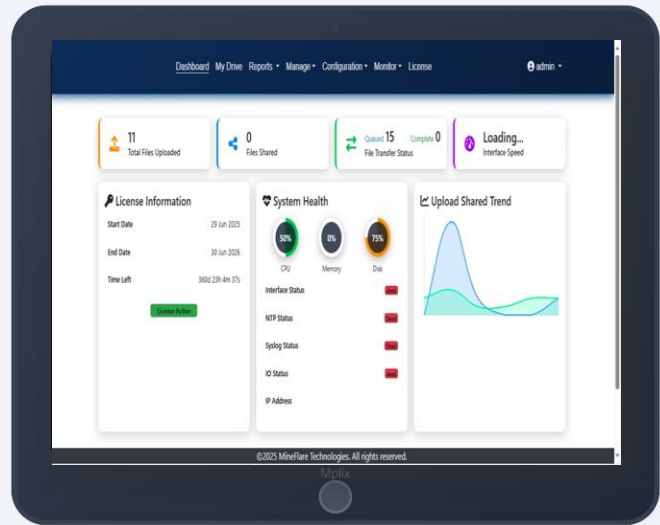 Dashboard My Drive Reports Manage Configuration Monitor License admin
11
Total Files Uploaded
0
Files Shared
Queued 15 Complete 0
File Transfer Status
Loading...
Interface Speed
License Information
Start Date 29 Jun 2025
End Date 30 Jun 2026
Time Left 360d 23h 4m 37s
License Active
System Health
50% 0% 75%
CPU Memory Disk
Interface Status
NTP Status
Syslog Status
IO Status
IP Address
Upload Shared Trend
©2025 MineFlare Technologies. All rights reserved.
Mplix